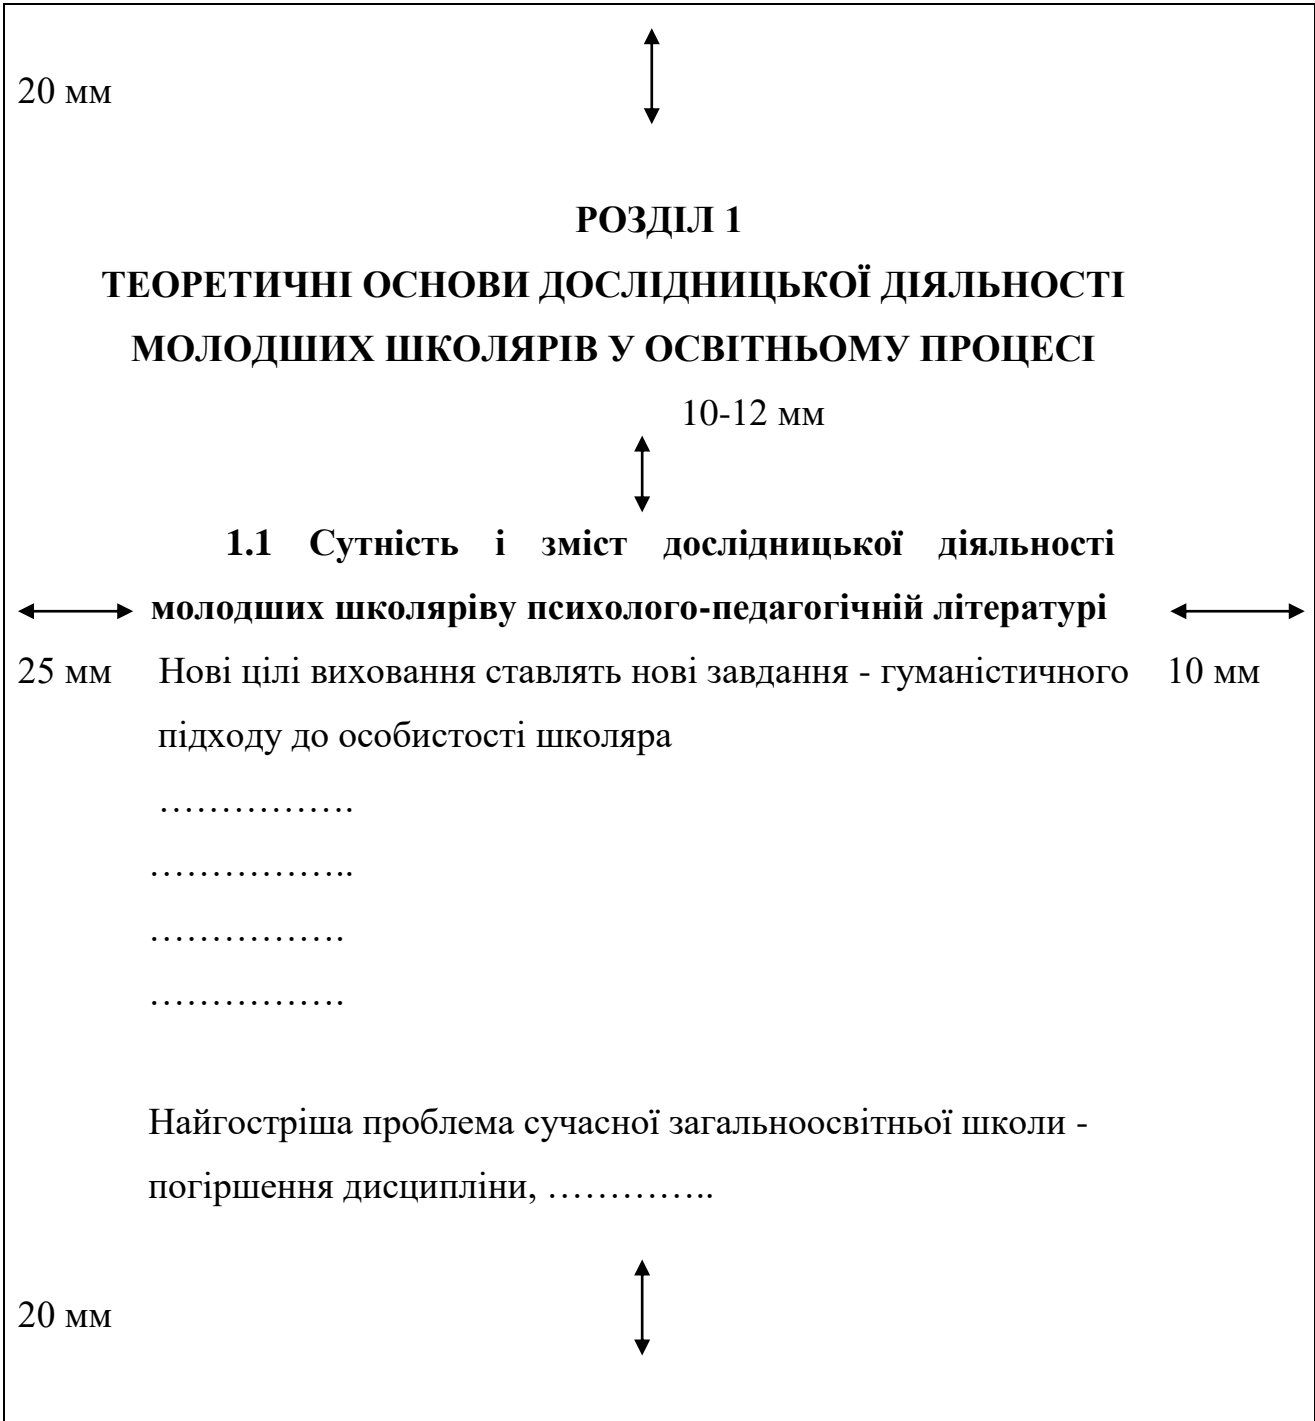 20 мм
РОЗДІЛ 1
ТЕОРЕТИЧНІ ОСНОВИ ДОСЛІДНИЦЬКОЇ ДІЯЛЬНОСТІ
МОЛОДШИХ ШКОЛЯРІВ У ОСВІТНЬОМУ ПРОЦЕСІ
10-12 мм
1.1 Сутність і зміст дослідницької діяльності
молодших школяріву психолого-педагогічній літературі
25 мм Нові цілі виховання ставлять нові завдання - гуманістичного 10 мм
підходу до особистості школяра
…………….
……………..
…………….
…………….
Найгостріша проблема сучасної загальноосвітньої школи -
погіршення дисципліни, …………..
20 мм